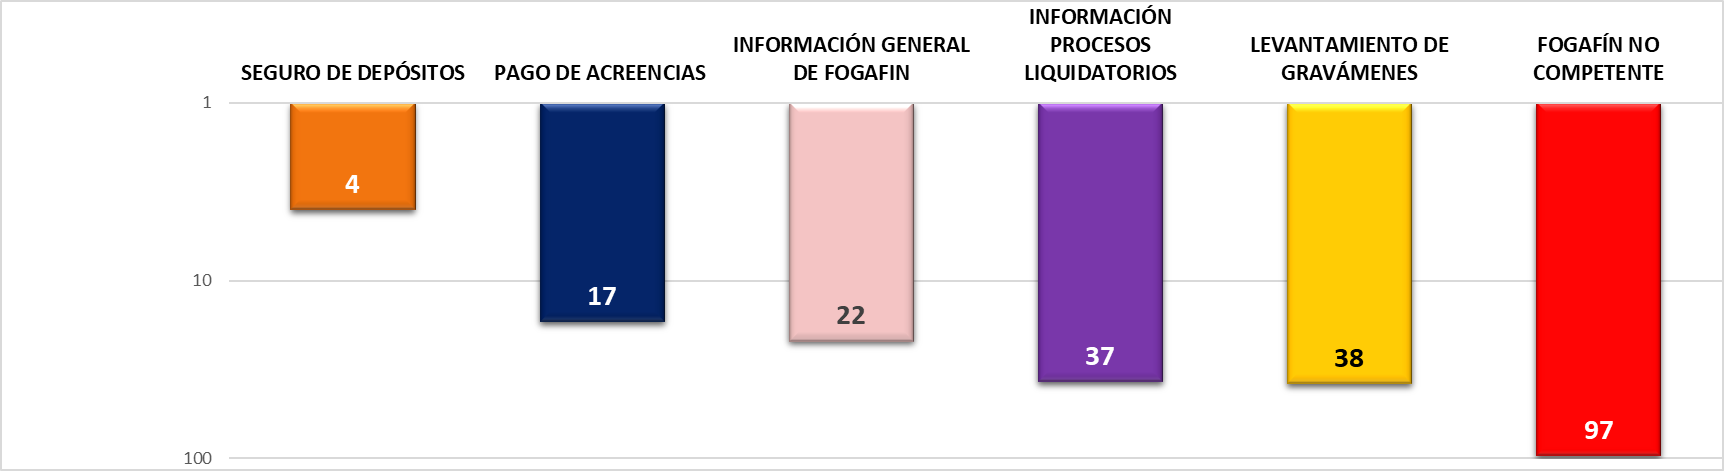 SEGURO DE DEPÓSITOS
PAGO DE ACREENCIAS
INFORMACIÓN GENERAL
DE FOGAFIN
INFORMACIÓN
PROCESOS
LIQUIDATORIOS
LEVANTAMIENTO DE
GRAVÁMENES
FOGAFÍN NO
COMPETENTE
1
10
100
4
17
22
37
38
97